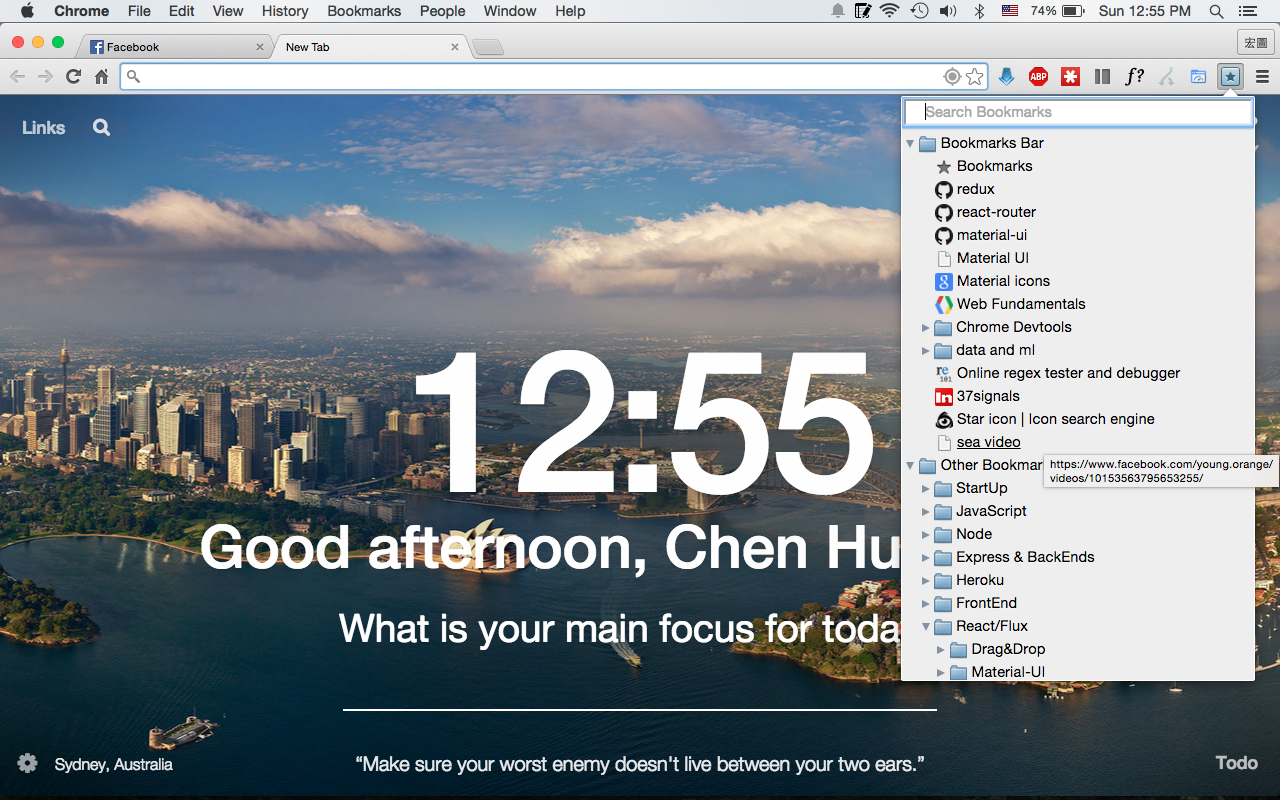 Chrome File Edit View History Bookmarks People Window Help 74% Sun 12:55 PM
Facebook New Tab 宏圖
ABP f?
Links
Search Bookmarks
Bookmarks Bar
Bookmarks
redux
react-router
material-ui
Material UI
8 Material icons
Web Fundamentals
Chrome Devtools
data and ml
re 101 Online regex tester and debugger
in 37signals
Star icon | Icon search engine
sea video
Other Bookmar
https://www.facebook.com/young.orange/
videos/10153563795653255/
StartUp
JavaScript
Node
Express & BackEnds
Heroku
FrontEnd
React/Flux
Drag&Drop
Material-UI
12:55
Good afternoon, Chen Hu
What is your main focus for toda
Sydney, Australia
“Make sure your worst enemy doesn't live between your two ears.”
Todo